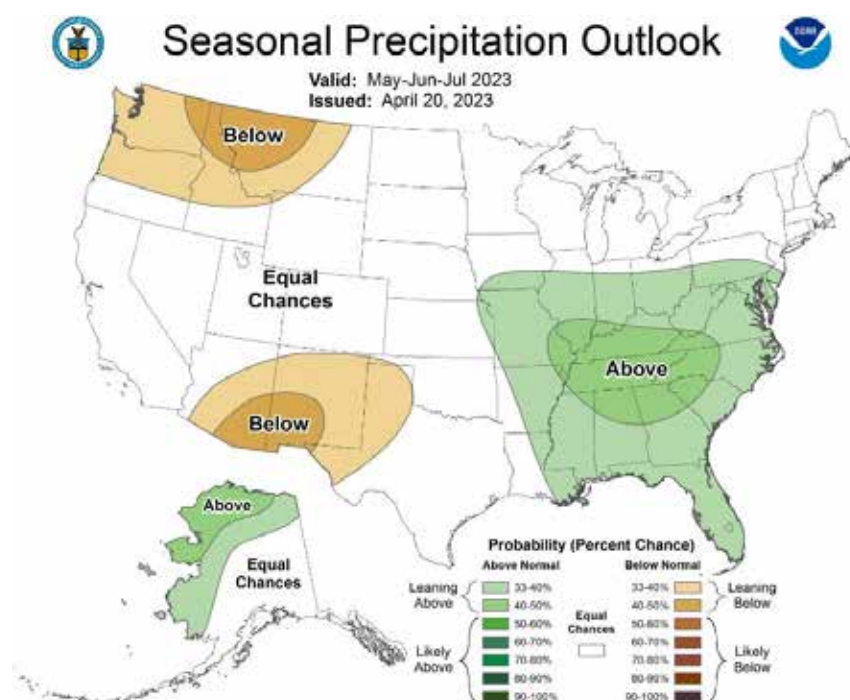 Seasonal Precipitation Outlook
Valid: May-Jun-Jul 2023
Issued: April 20, 2023
NOAA
Below
Equal
Chances
Above
Below
Above
Equal
Chances
Probability (Percent Chance)
Above Normal
Below Normal
Leaning
Above
33-40%
40-50%
Likely
Above
50-60%
60-70%
70-80%
80-90%
90-100%
Equal
Chances
33-40%
40-50%
Leaning
Below
50-60%
60-70%
70-80%
80-90%
90-100%
Likely
Below